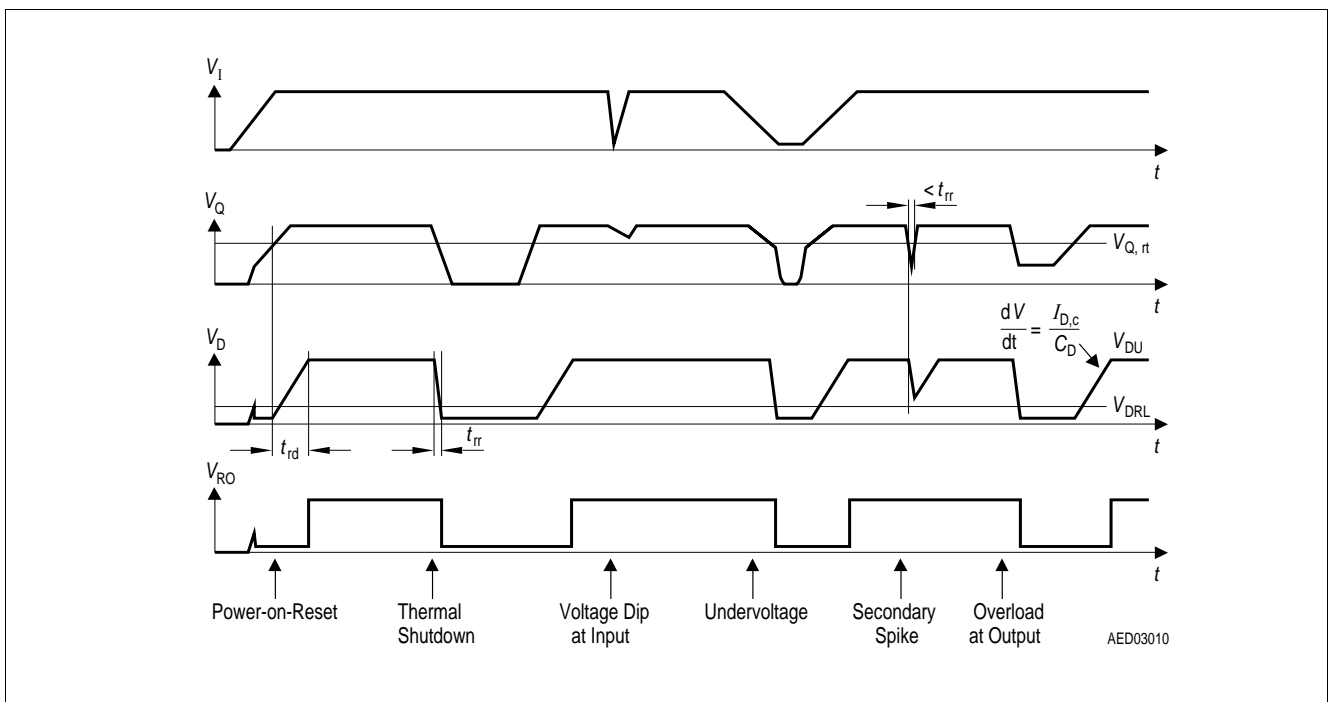 V_I
t
V_Q
< t_rr
V_Q, rt
t
V_D
dV/dt = I_D,c/C_D
V_DU
V_DRL
t_rd
t_rr
t
V_RO
t
Power-on-Reset
Thermal
Shutdown
Voltage Dip
at Input
Undervoltage
Secondary
Spike
Overload
at Output
AED03010